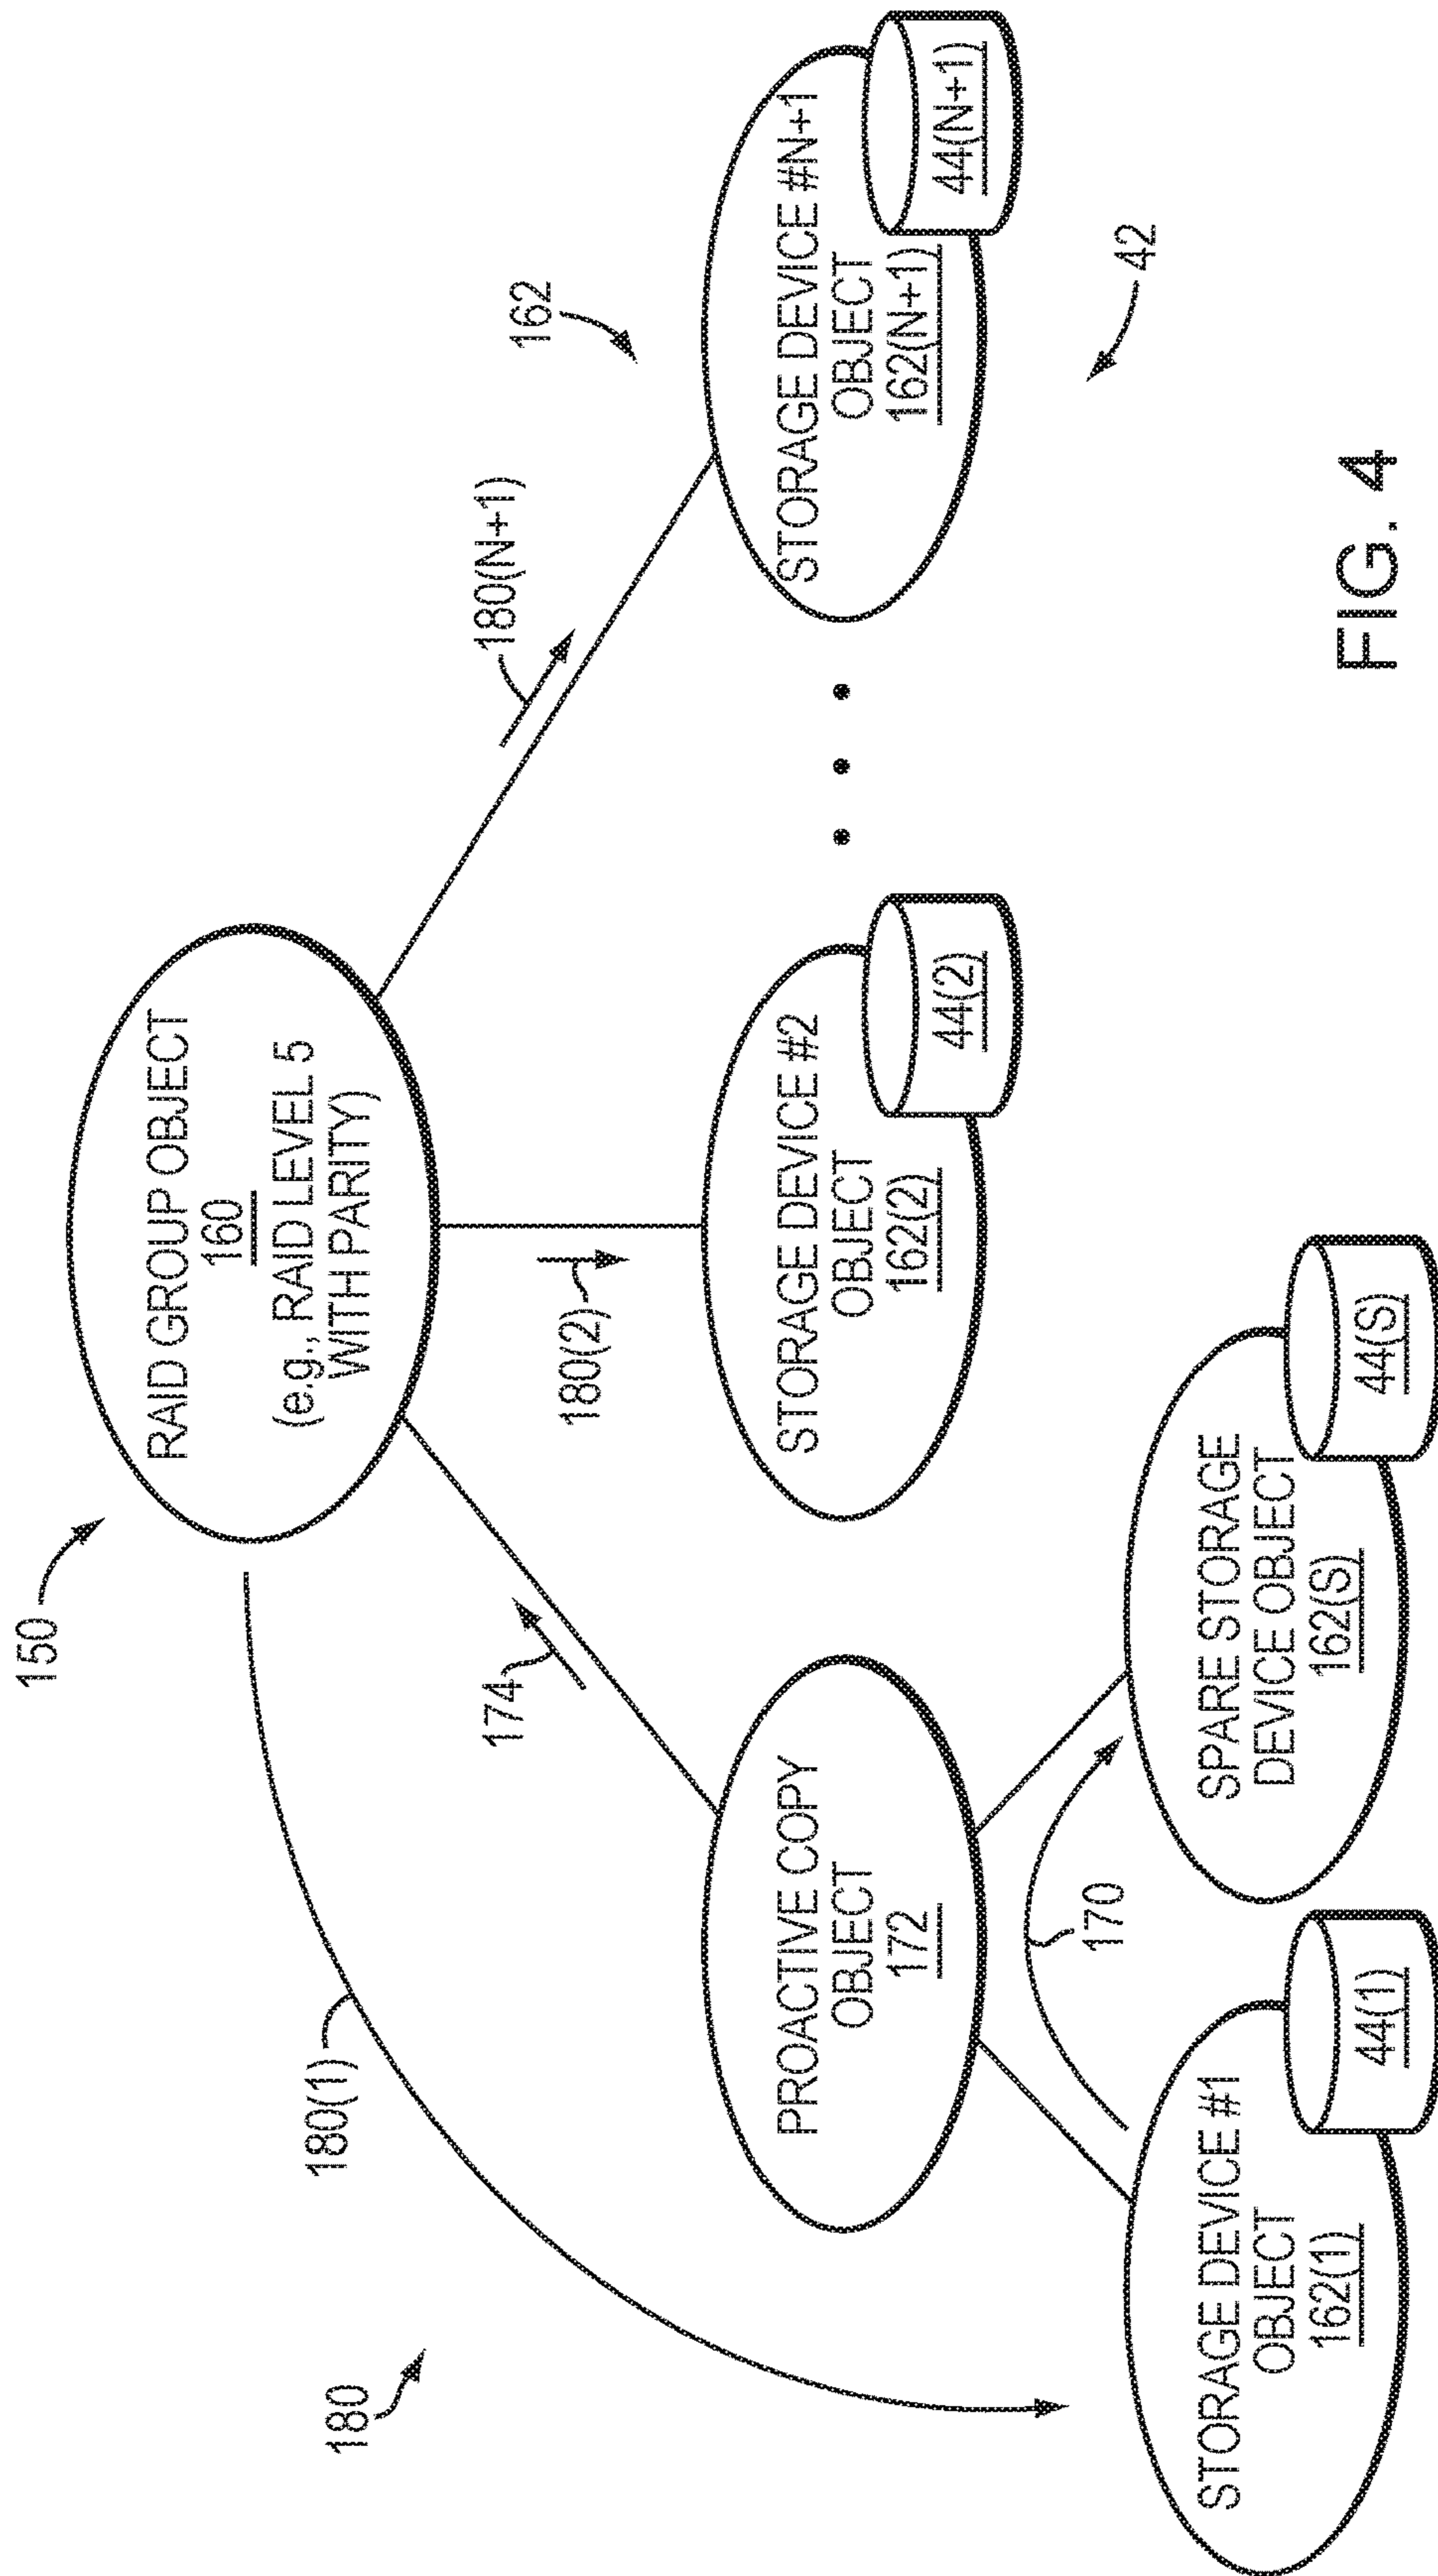 150
RAID GROUP OBJECT
160
(e.g., RAID LEVEL 5
WITH PARITY)
180
180(1)
174
180(2)
180(N+1)
162
PROACTIVE COPY
OBJECT
172
STORAGE DEVICE #2
OBJECT
162(2)
44(2)
STORAGE DEVICE #N+1
OBJECT
162(N+1)
44(N+1)
170
42
STORAGE DEVICE #1
OBJECT
162(1)
44(1)
SPARE STORAGE
DEVICE OBJECT
162(S)
44(S)
FIG. 4